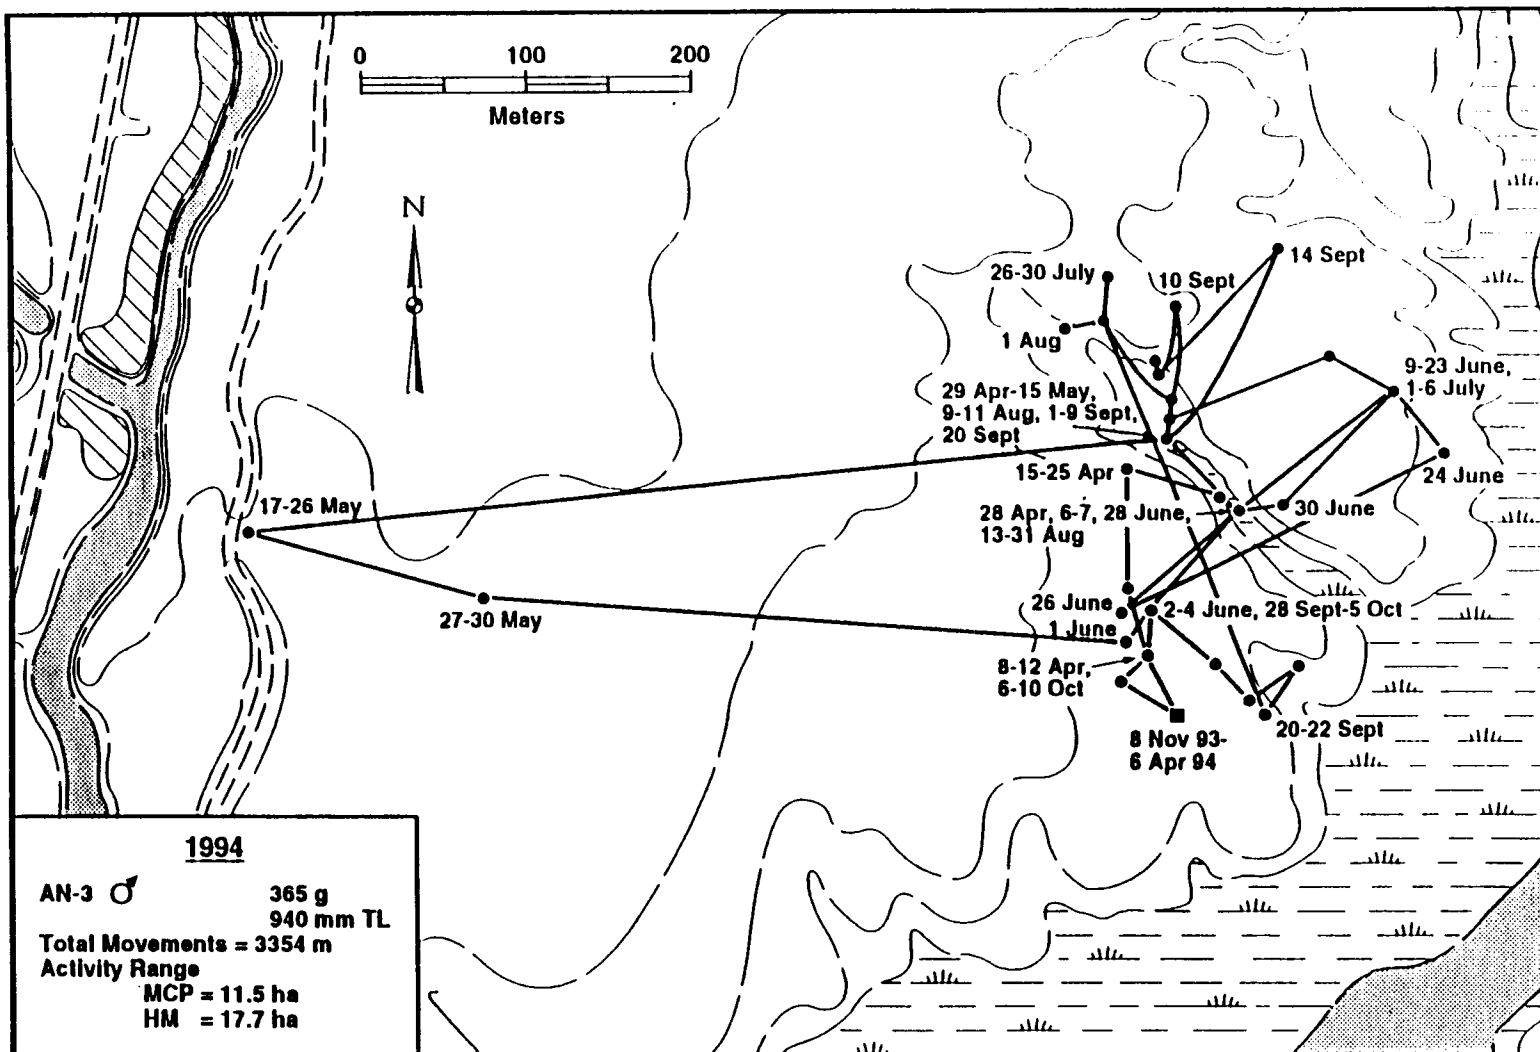 0 100 200
Meters
N
14 Sept
26-30 July
10 Sept
1 Aug
9-23 June,
1-6 July
29 Apr-15 May,
9-11 Aug, 1-9 Sept,
20 Sept
15-25 Apr
24 June
17-26 May
28 Apr, 6-7, 28 June,
13-31 Aug
30 June
26 June
2-4 June, 28 Sept-5 Oct
27-30 May
1 June
8-12 Apr,
6-10 Oct
20-22 Sept
8 Nov 93-
6 Apr 94
1994
AN-3 ♂ 365 g
940 mm TL
Total Movements = 3354 m
Activity Range
MCP = 11.5 ha
HM = 17.7 ha